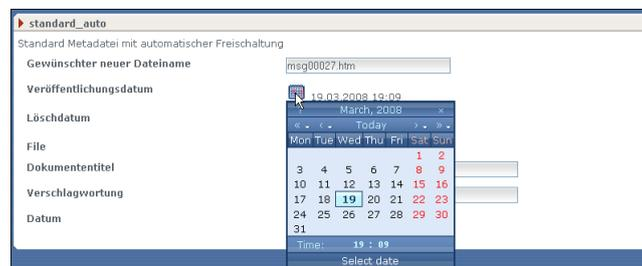 standard_auto
Standard Metadatei mit automatischer Freischaltung
Gewünschter neuer Dateiname msg00027.htm
Veröffentlichungsdatum 19.03.2008 19:09
Löschdatum
File
Dokumententitel
Verschlagwortung
Datum
? March, 2008 ×
« ‹ Today › »
Mon Tue Wed Thu Fri Sat Sun
1 2
3 4 5 6 7 8 9
10 11 12 13 14 15 16
17 18 19 20 21 22 23
24 25 26 27 28 29 30
31
Time: 19 : 09
Select date